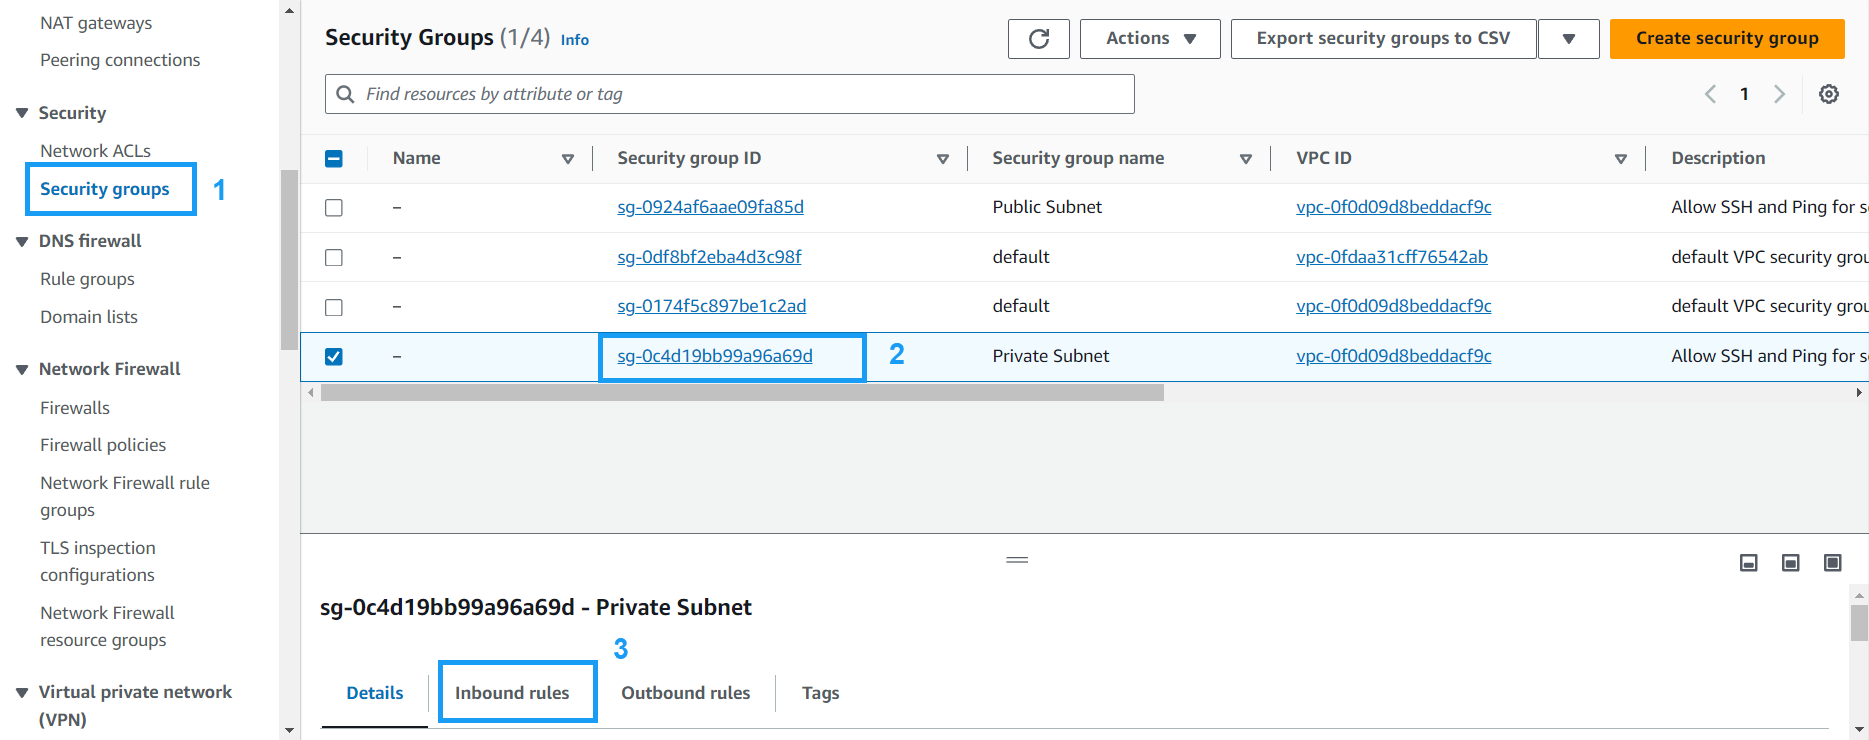 NAT gateways
Peering connections
Security
Network ACLs
Security groups
1
DNS firewall
Rule groups
Domain lists
Network Firewall
Firewalls
Firewall policies
Network Firewall rule
groups
TLS inspection
configurations
Network Firewall
resource groups
Virtual private network
(VPN)
Security Groups (1/4) Info
Actions
Export security groups to CSV
Create security group
Find resources by attribute or tag
1
Name Security group ID Security group name VPC ID Description
– sg-0924af6aae09fa85d Public Subnet vpc-0f0d09d8beddacf9c Allow SSH and Ping for se
– sg-0df8bf2eba4d3c98f default vpc-0fdaa31cff76542ab default VPC security grou
– sg-0174f5c897be1c2ad default vpc-0f0d09d8beddacf9c default VPC security grou
– sg-0c4d19bb99a96a69d 2 Private Subnet vpc-0f0d09d8beddacf9c Allow SSH and Ping for se
sg-0c4d19bb99a96a69d - Private Subnet
3
Details Inbound rules Outbound rules Tags